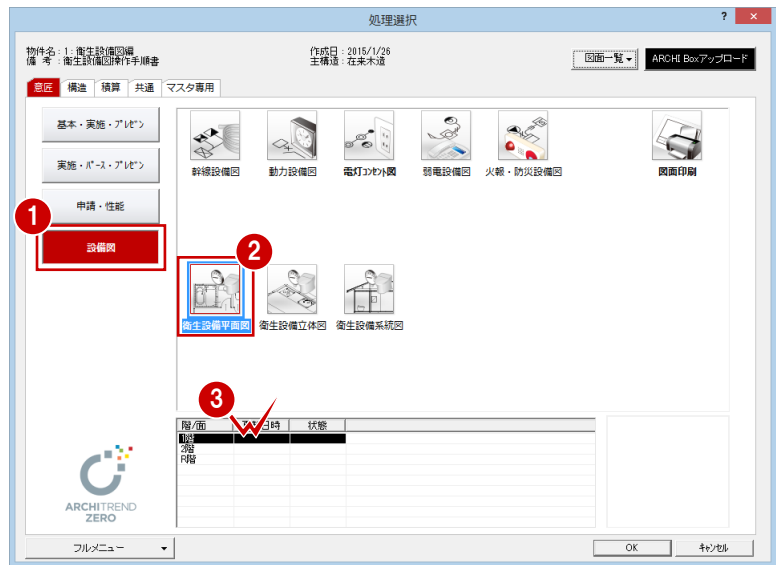 処理選択
? ×
物件名：1：衛生設備図編
備 考：衛生設備図操作手順書
作成日：2015/1/26
主構造：在来木造
図面一覧
ARCHI Boxアップロード
意匠 構造 積算 共通 マスタ専用
基本・実施・プレゼン
実施・パース・プレゼン
申請・性能
設備図
1
幹線設備図 動力設備図 電灯コンセント図 弱電設備図 火報・防災設備図 図面印刷
2
衛生設備平面図 衛生設備立体図 衛生設備系統図
3
階/面 日時 状態
1階
2階
R階
ARCHITREND
ZERO
フルメニュー
OK キャンセル